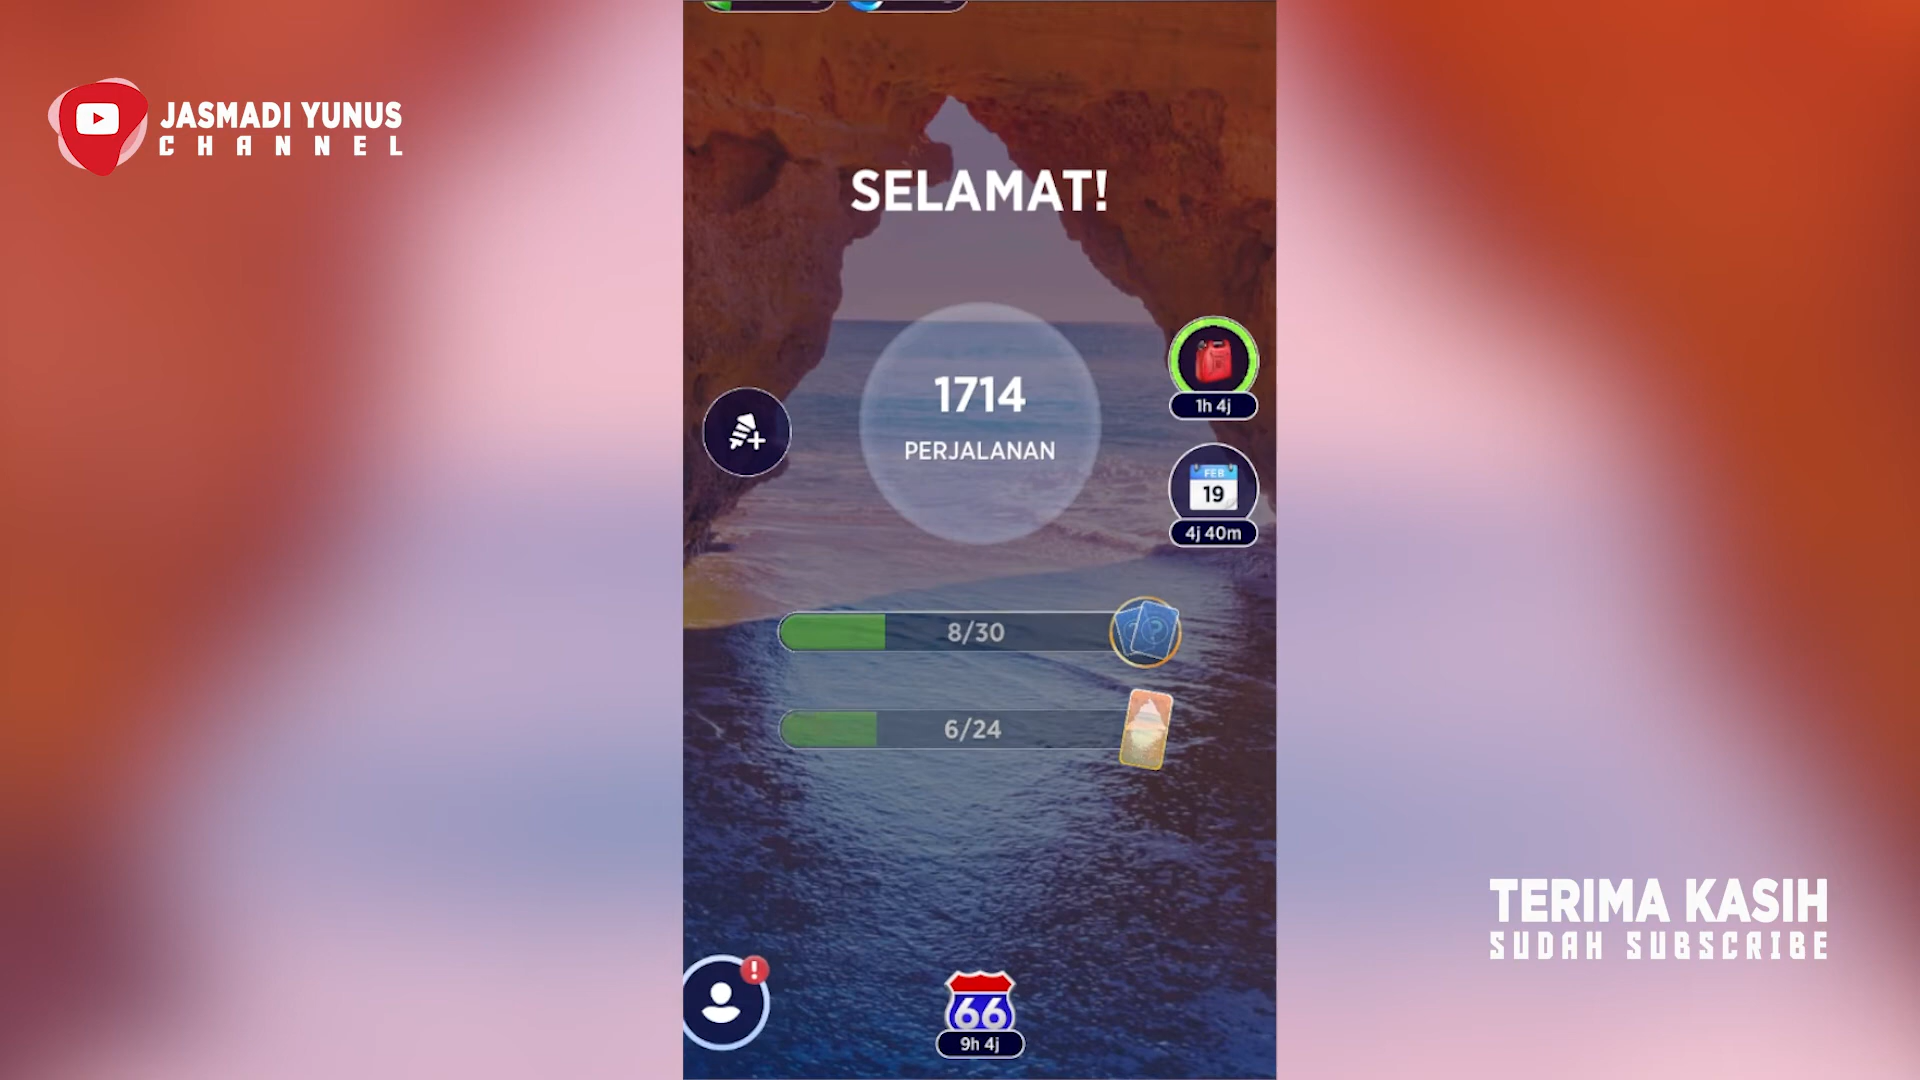 JASMADI YUNUS
CHANNEL
SELAMAT!
1714
PERJALANAN
1h 4j
FEB
19
4j 40m
8/30
6/24
TERIMA KASIH
SUDAH SUBSCRIBE
66
9h 4j